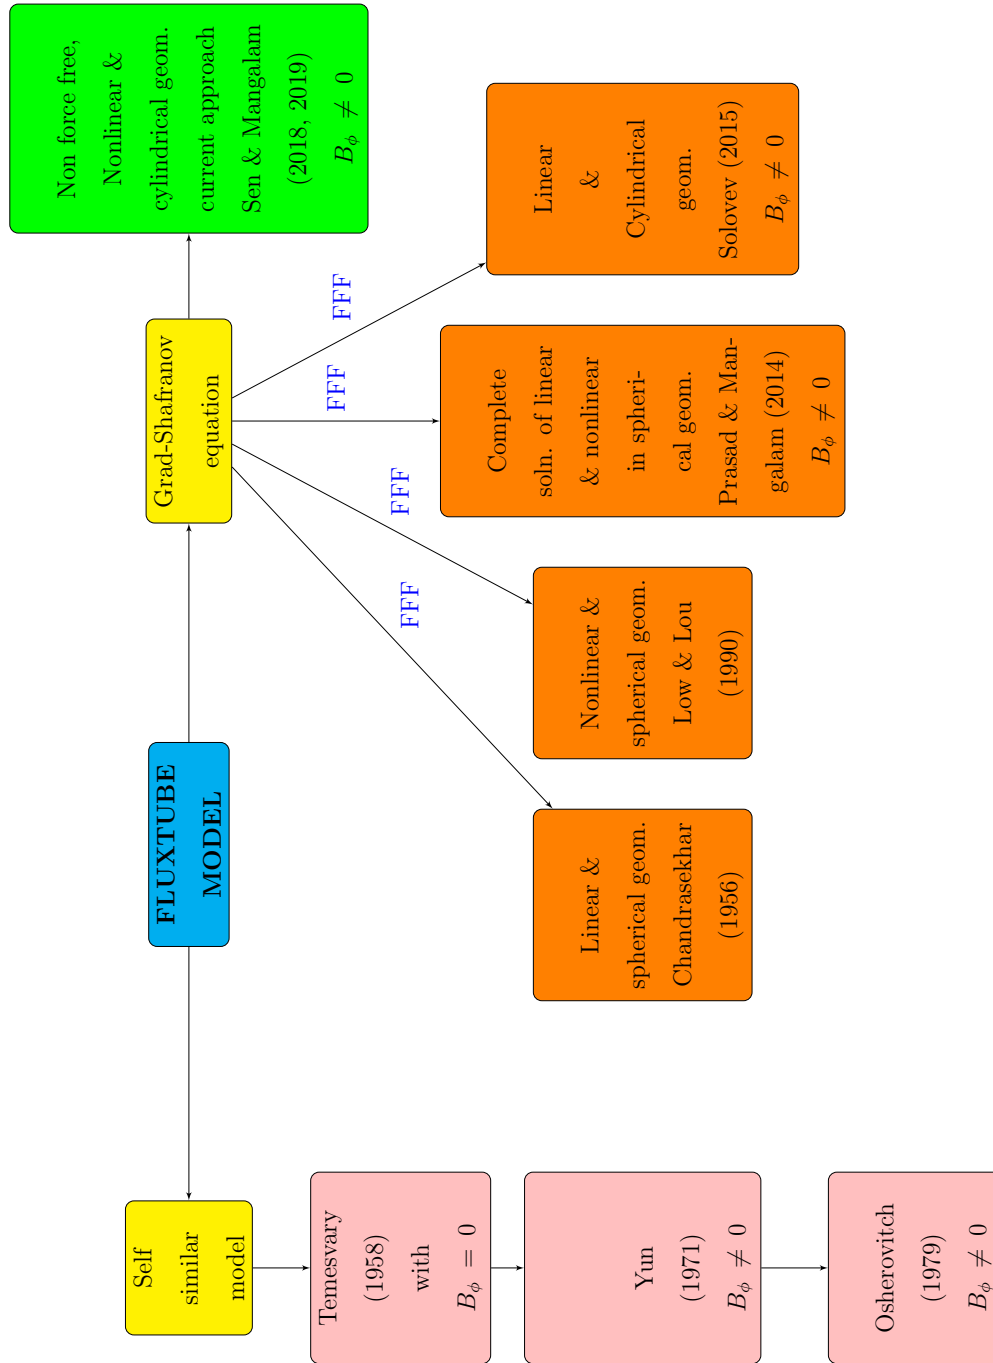 FLUXTUBE
MODEL
Self
similar
model
Temesvary
(1958)
with
B_ϕ = 0
Yun
(1971)
B_ϕ ≠ 0
Osherovitch
(1979)
B_ϕ ≠ 0
Grad-Shafranov
equation
FFF
FFF
FFF
FFF
Linear &
spherical geom.
Chandrasekhar
(1956)
Nonlinear &
spherical geom.
Low & Lou
(1990)
Complete
soln. of linear
& nonlinear
in spheri-
cal geom.
Prasad & Man-
galam (2014)
B_ϕ ≠ 0
Linear
&
Cylindrical
geom.
Solovev (2015)
B_ϕ ≠ 0
Non force free,
Nonlinear &
cylindrical geom.
current approach
Sen & Mangalam
(2018, 2019)
B_ϕ ≠ 0